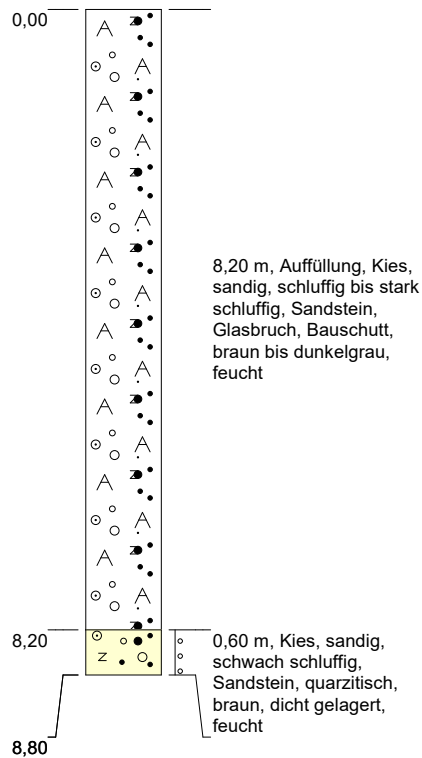 0,00
8,20 m, Auffüllung, Kies,
sandig, schluffig bis stark
schluffig, Sandstein,
Glasbruch, Bauschutt,
braun bis dunkelgrau,
feucht
8,20
0,60 m, Kies, sandig,
schwach schluffig,
Sandstein, quarzitisch,
braun, dicht gelagert,
feucht
8,80